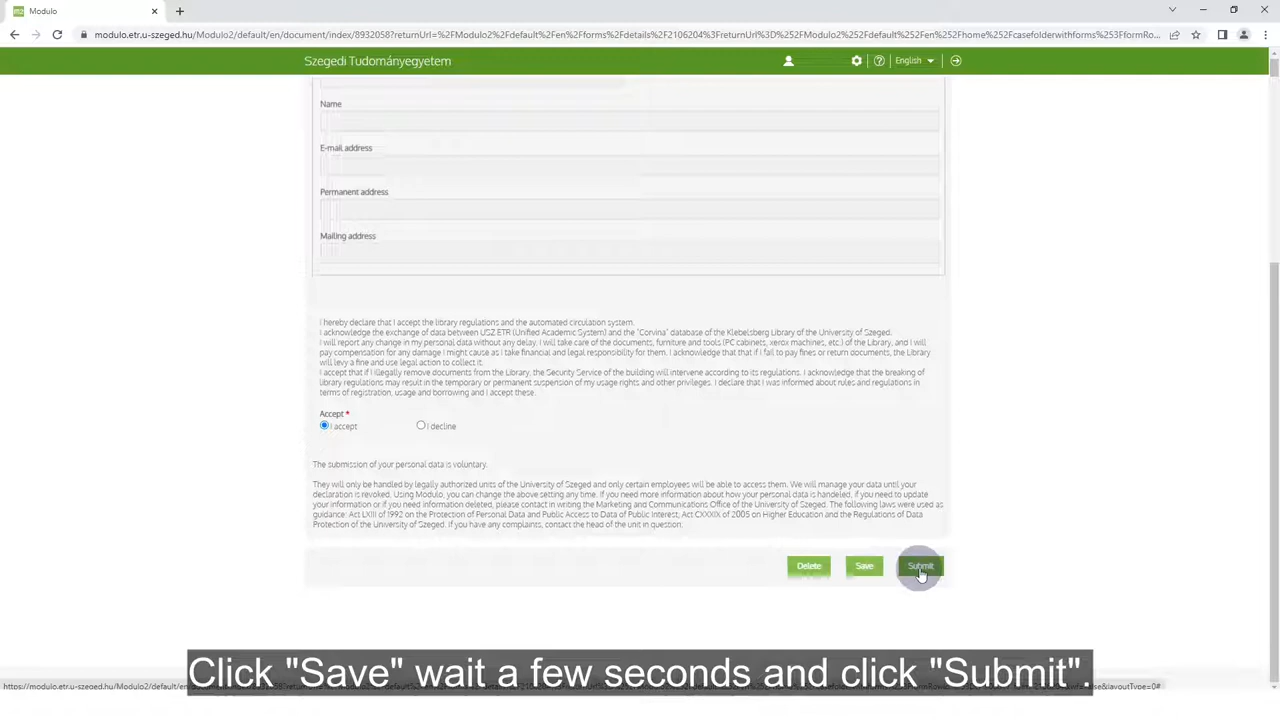 Modulo
modulo.etr.u-szeged.hu/Modulo2/default/en/document/index/8932058?returnUrl=%2FModulo2%2Fdefault%2Fen%2Fforms%2Fdetails%2F2106204%3FreturnUrl%3D%252FModulo2%252Fdefault%252Fen%252Fhome%252Fcasefolderwithforms%253FformRo...
Szegedi Tudományegyetem
English
Name
E-mail address
Permanent address
Mailing address
I hereby declare that I accept the library regulations and the automated circulation system.
I acknowledge the exchange of data between USZ ETR (Unified Academic System) and the "Corvina" database of the Klebelsberg Library of the University of Szeged.
I will report any change in my personal data without any delay. I will take care of the documents, furniture and tools (PC cabinets, xerox machines, etc.) of the Library, and I will
pay compensation for any damage I might cause as I take financial and legal responsibility for them. I acknowledge that if I fail to pay fines or return documents, the Library
will levy a fine and use legal action to collect it.
I accept that if I illegally remove documents from the Library, the Security Service of the building will intervene according to its regulations. I acknowledge that the breaking of
library regulations may result in the temporary or permanent suspension of my usage rights and other privileges. I declare that I was informed about rules and regulations in
terms of registration, usage and borrowing and I accept these.
Accept *
I accept I decline
The submission of your personal data is voluntary.
They will only be handled by legally authorized units of the University of Szeged and only certain employees will be able to access them. We will manage your data until your
declaration is revoked. Using Modulo, you can change the above setting any time. If you need more information about how your personal data is handeled, if you need to update
your information or if you need information deleted, please contact in writing the Marketing and Communications Office of the University of Szeged. The following laws were used as
guidance: Act LXII of 1992 on the Protection of Personal Data and Public Access to Data of Public Interest, Act CXXXIX of 2005 on Higher Education and the Regulations of Data
Protection of the University of Szeged. If you have any complaints, contact the head of the unit in question:
Delete Save Submit
Click "Save" wait a few seconds and click "Submit".